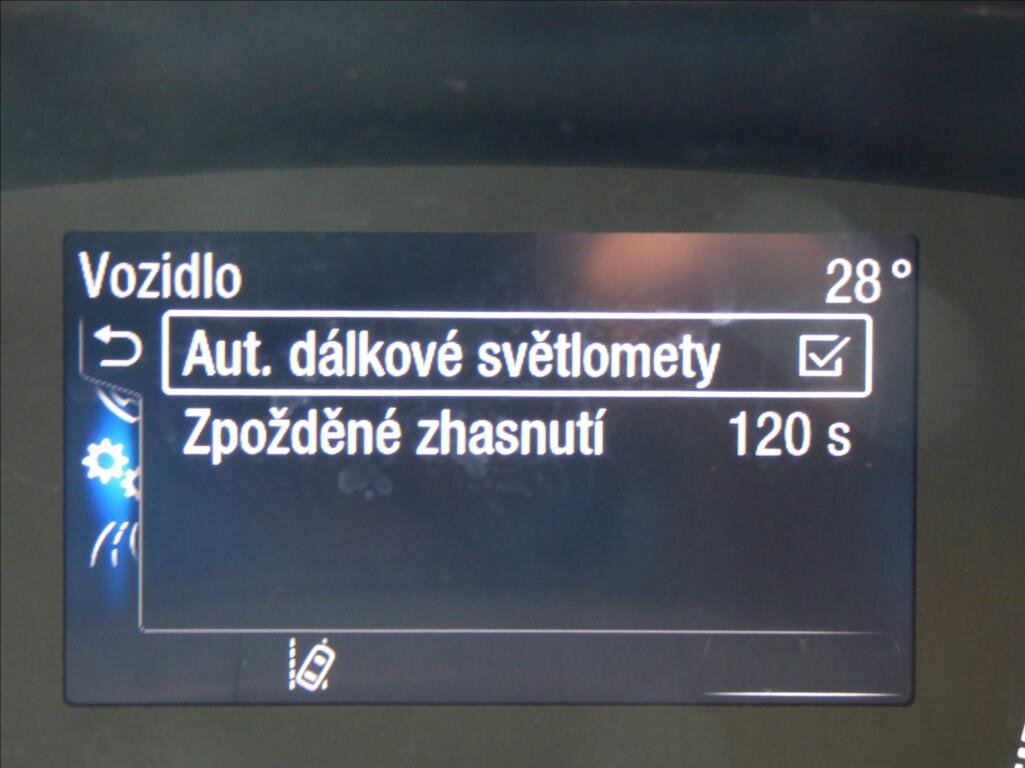 Vozidlo 28°
Aut. dálkové světlomety
Zpožděné zhasnutí 120 s